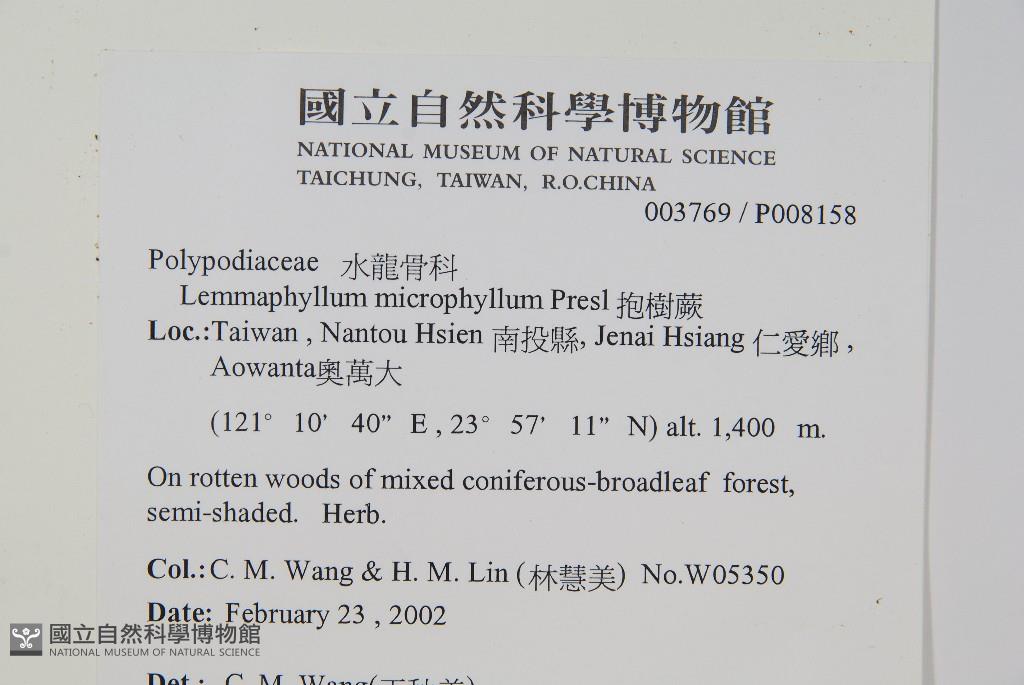 國立自然科學博物館
NATIONAL MUSEUM OF NATURAL SCIENCE
TAICHUNG, TAIWAN, R.O.CHINA
003769 / P008158
Polypodiaceae 水龍骨科
Lemmaphyllum microphyllum Presl 抱樹蕨
Loc.:Taiwan , Nantou Hsien 南投縣, Jenai Hsiang 仁愛鄉 ,
Aowanta奧萬大
(121° 10’ 40” E , 23° 57’ 11” N) alt. 1,400 m.
On rotten woods of mixed coniferous-broadleaf forest,
semi-shaded. Herb.
Col.:C. M. Wang & H. M. Lin (林慧美) No.W05350
Date: February 23 , 2002
Det.: C. M. Wang(
國立自然科學博物館
NATIONAL MUSEUM OF NATURAL SCIENCE